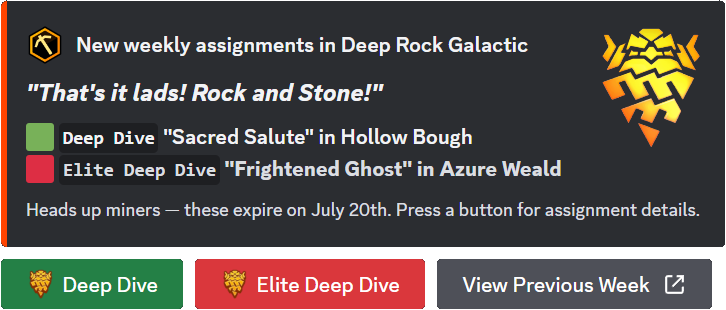 New weekly assignments in Deep Rock Galactic
"That's it lads! Rock and Stone!"
Deep Dive "Sacred Salute" in Hollow Bough
Elite Deep Dive "Frightened Ghost" in Azure Weald
Heads up miners — these expire on July 20th. Press a button for assignment details.
Deep Dive
Elite Deep Dive
View Previous Week